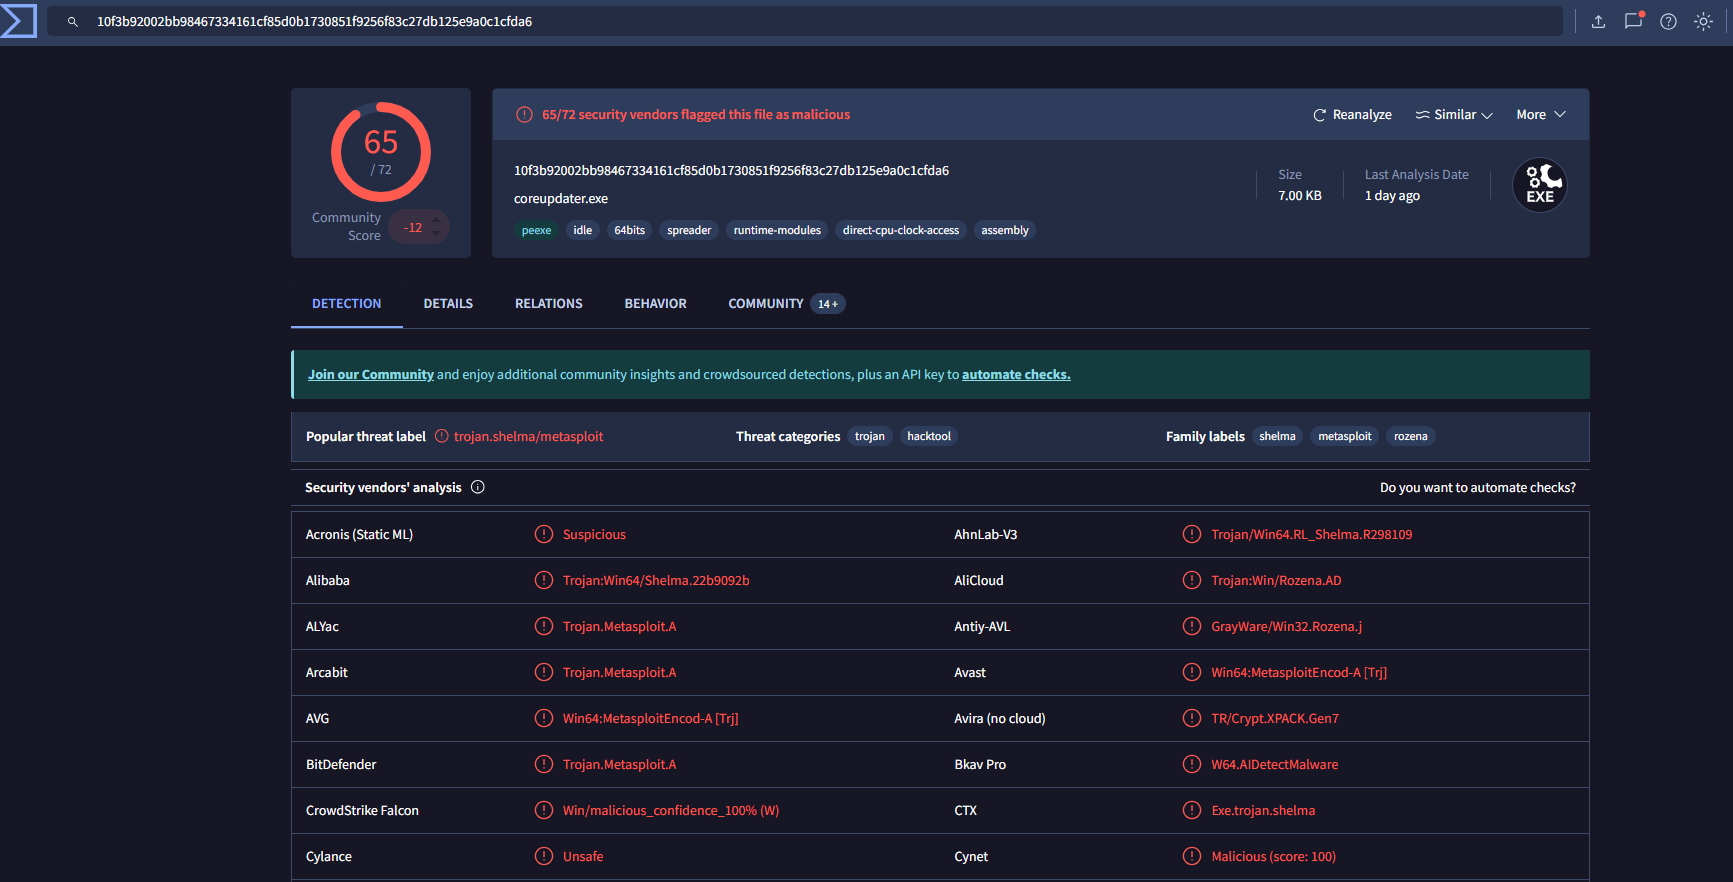 10f3b92002bb98467334161cf85d0b1730851f9256f83c27db125e9a0c1cfda6
65
/ 72
Community
Score
-12
65/72 security vendors flagged this file as malicious
Reanalyze
Similar
More
10f3b92002bb98467334161cf85d0b1730851f9256f83c27db125e9a0c1cfda6
coreupdater.exe
peexe
idle
64bits
spreader
runtime-modules
direct-cpu-clock-access
assembly
Size
7.00 KB
Last Analysis Date
1 day ago
EXE
DETECTION
DETAILS
RELATIONS
BEHAVIOR
COMMUNITY
14+
Join our Community and enjoy additional community insights and crowdsourced detections, plus an API key to automate checks.
Popular threat label
trojan.shelma/metasploit
Threat categories
trojan
hacktool
Family labels
shelma
metasploit
rozena
Security vendors' analysis
Do you want to automate checks?
Acronis (Static ML)
Suspicious
AhnLab-V3
Trojan/Win64.RL_Shelma.R298109
Alibaba
Trojan:Win64/Shelma.22b9092b
AliCloud
Trojan:Win/Rozena.AD
ALYac
Trojan.Metasploit.A
Antiy-AVL
GrayWare/Win32.Rozena.j
Arcabit
Trojan.Metasploit.A
Avast
Win64:MetasploitEncod-A [Trj]
AVG
Win64:MetasploitEncod-A [Trj]
Avira (no cloud)
TR/Crypt.XPACK.Gen7
BitDefender
Trojan.Metasploit.A
Bkav Pro
W64.AIDetectMalware
CrowdStrike Falcon
Win/malicious_confidence_100% (W)
CTX
Exe.trojan.shelma
Cylance
Unsafe
Cynet
Malicious (score: 100)